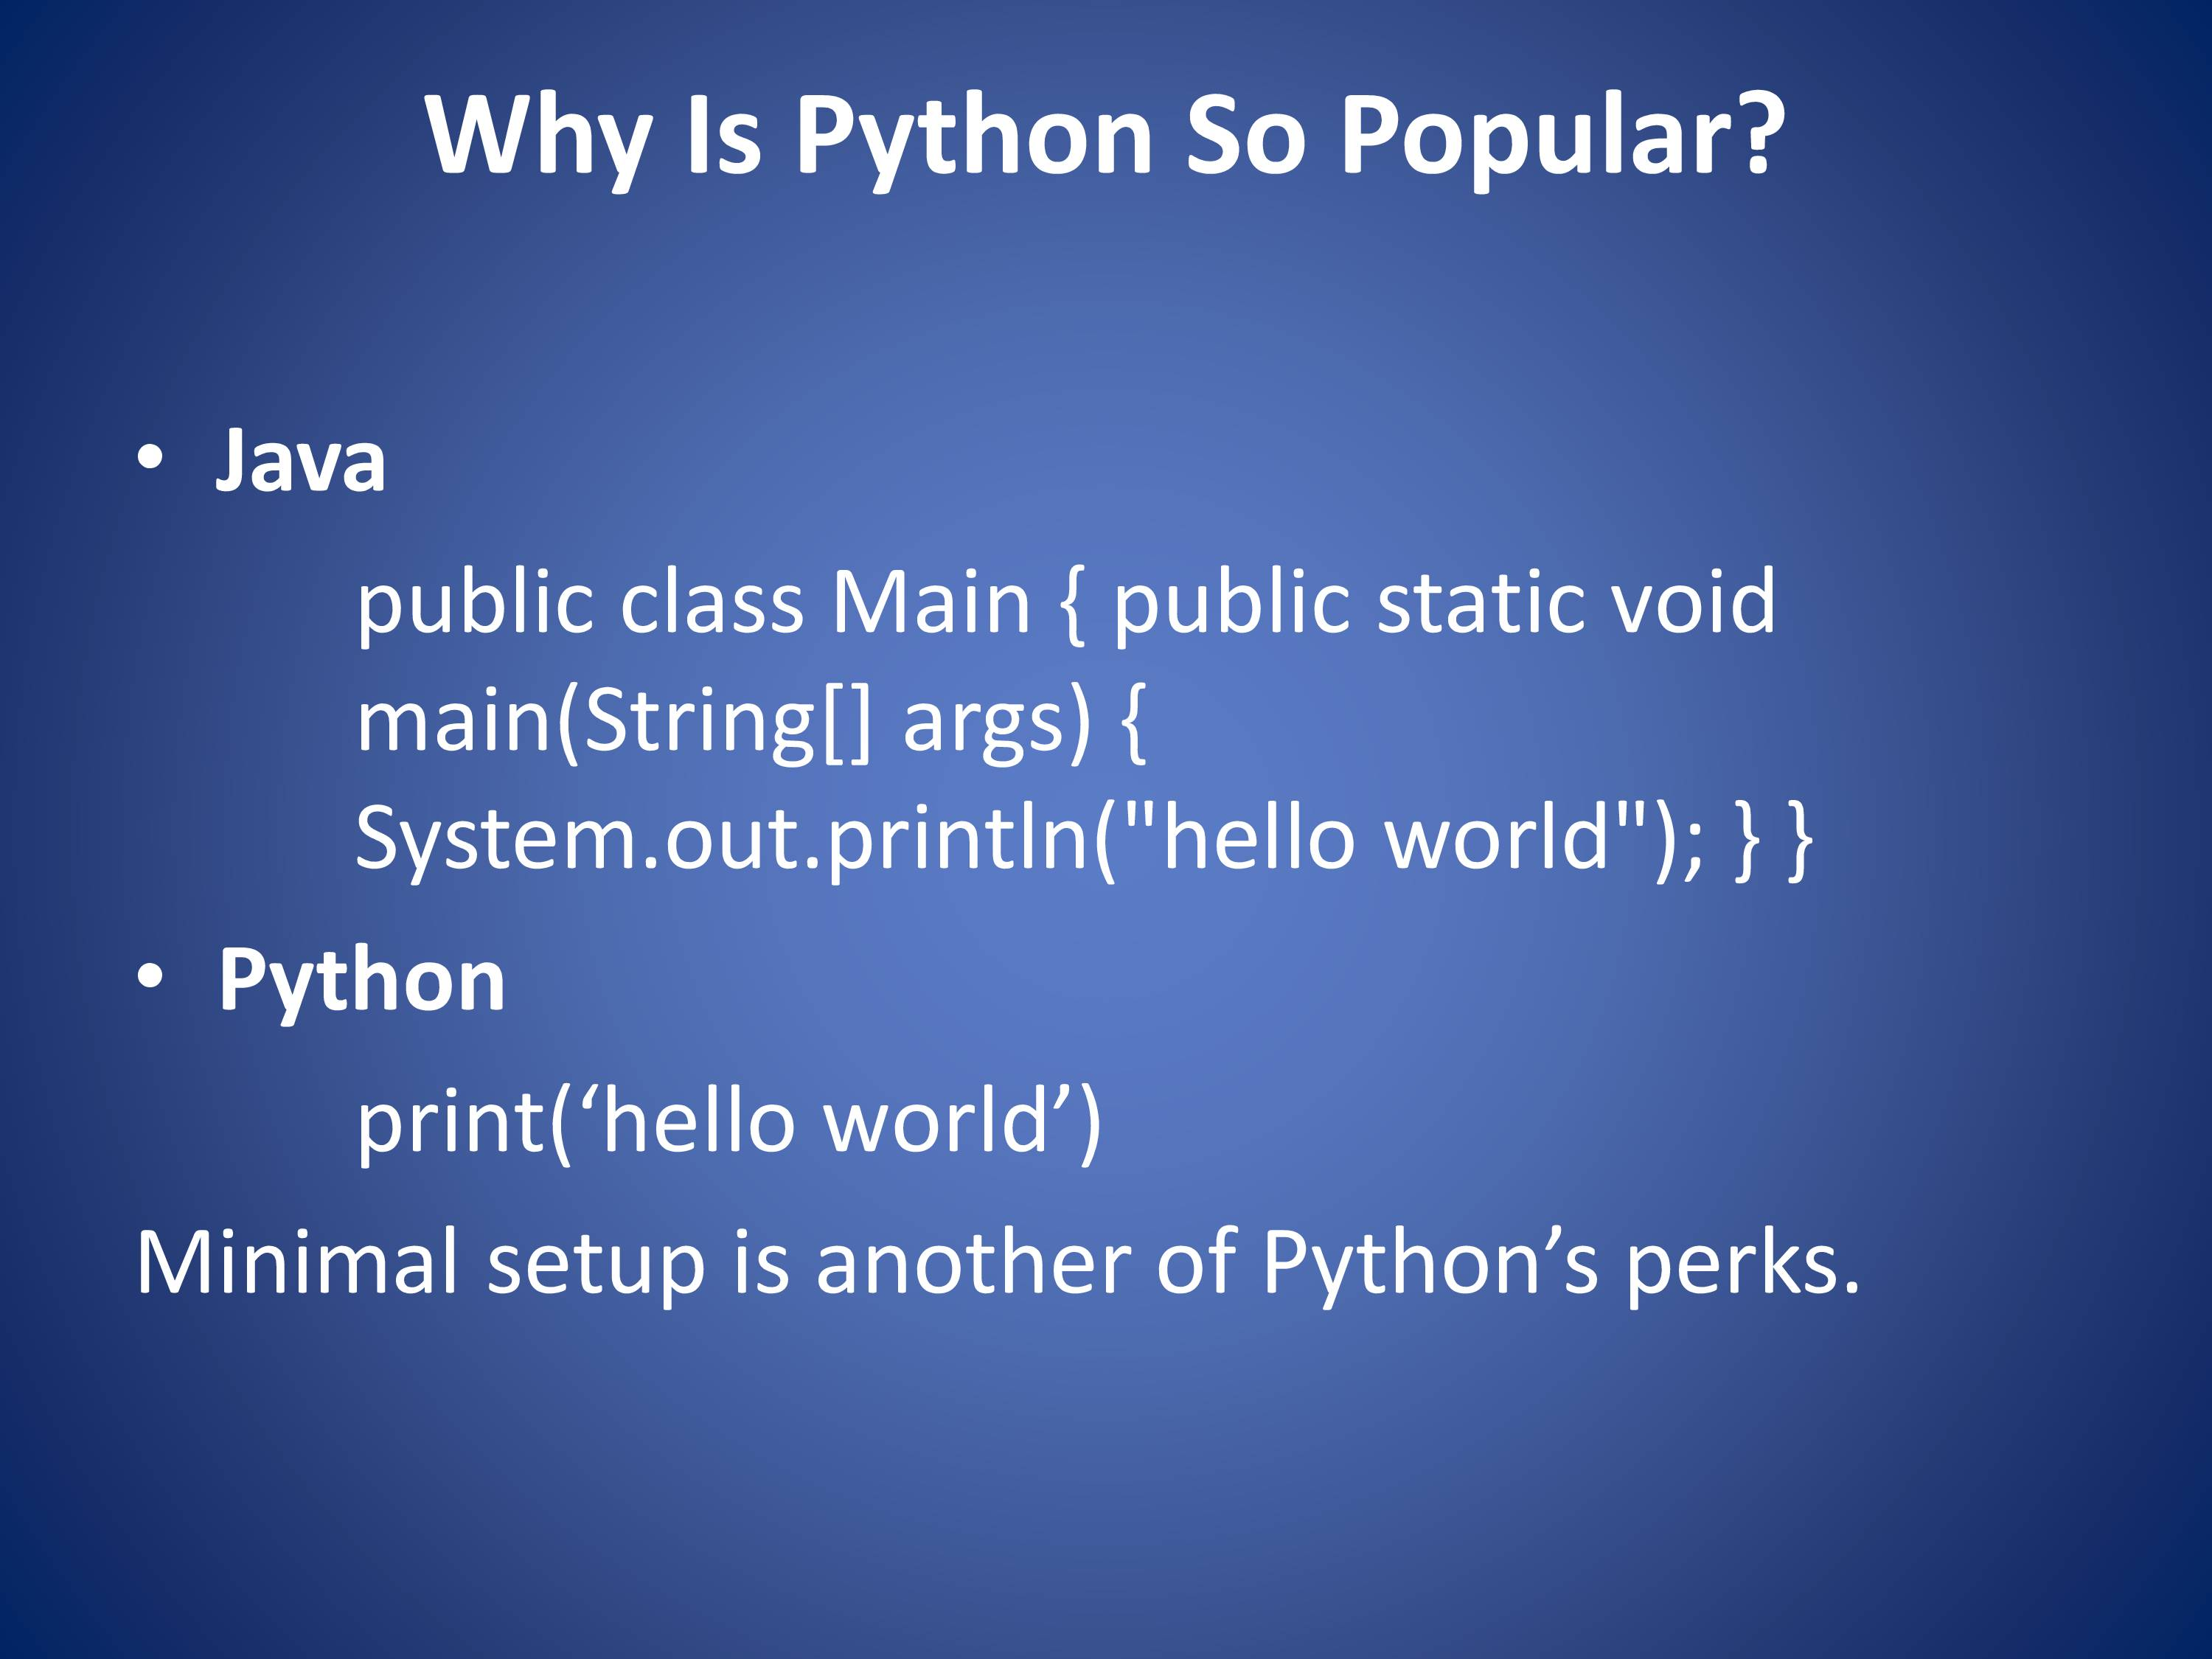 Why Is Python So Popular?
• Java
public class Main { public static void
main(String[] args) {
System.out.println("hello world"); } }
• Python
print(‘hello world’)
Minimal setup is another of Python’s perks.